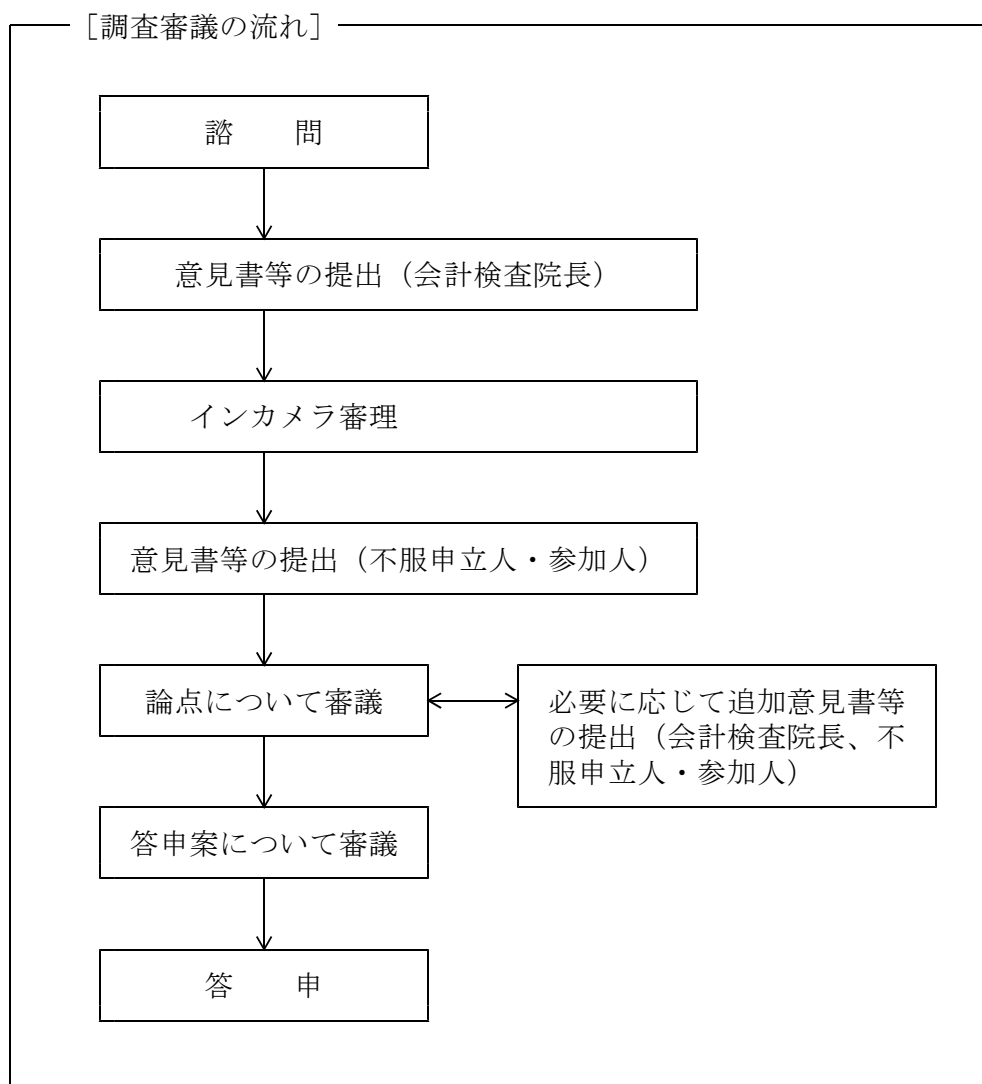 ［調査審議の流れ］
諮　　問
意見書等の提出（会計検査院長）
インカメラ審理
意見書等の提出（不服申立人・参加人）
論点について審議
必要に応じて追加意見書等
の提出（会計検査院長、不
服申立人・参加人）
答申案について審議
答　　申